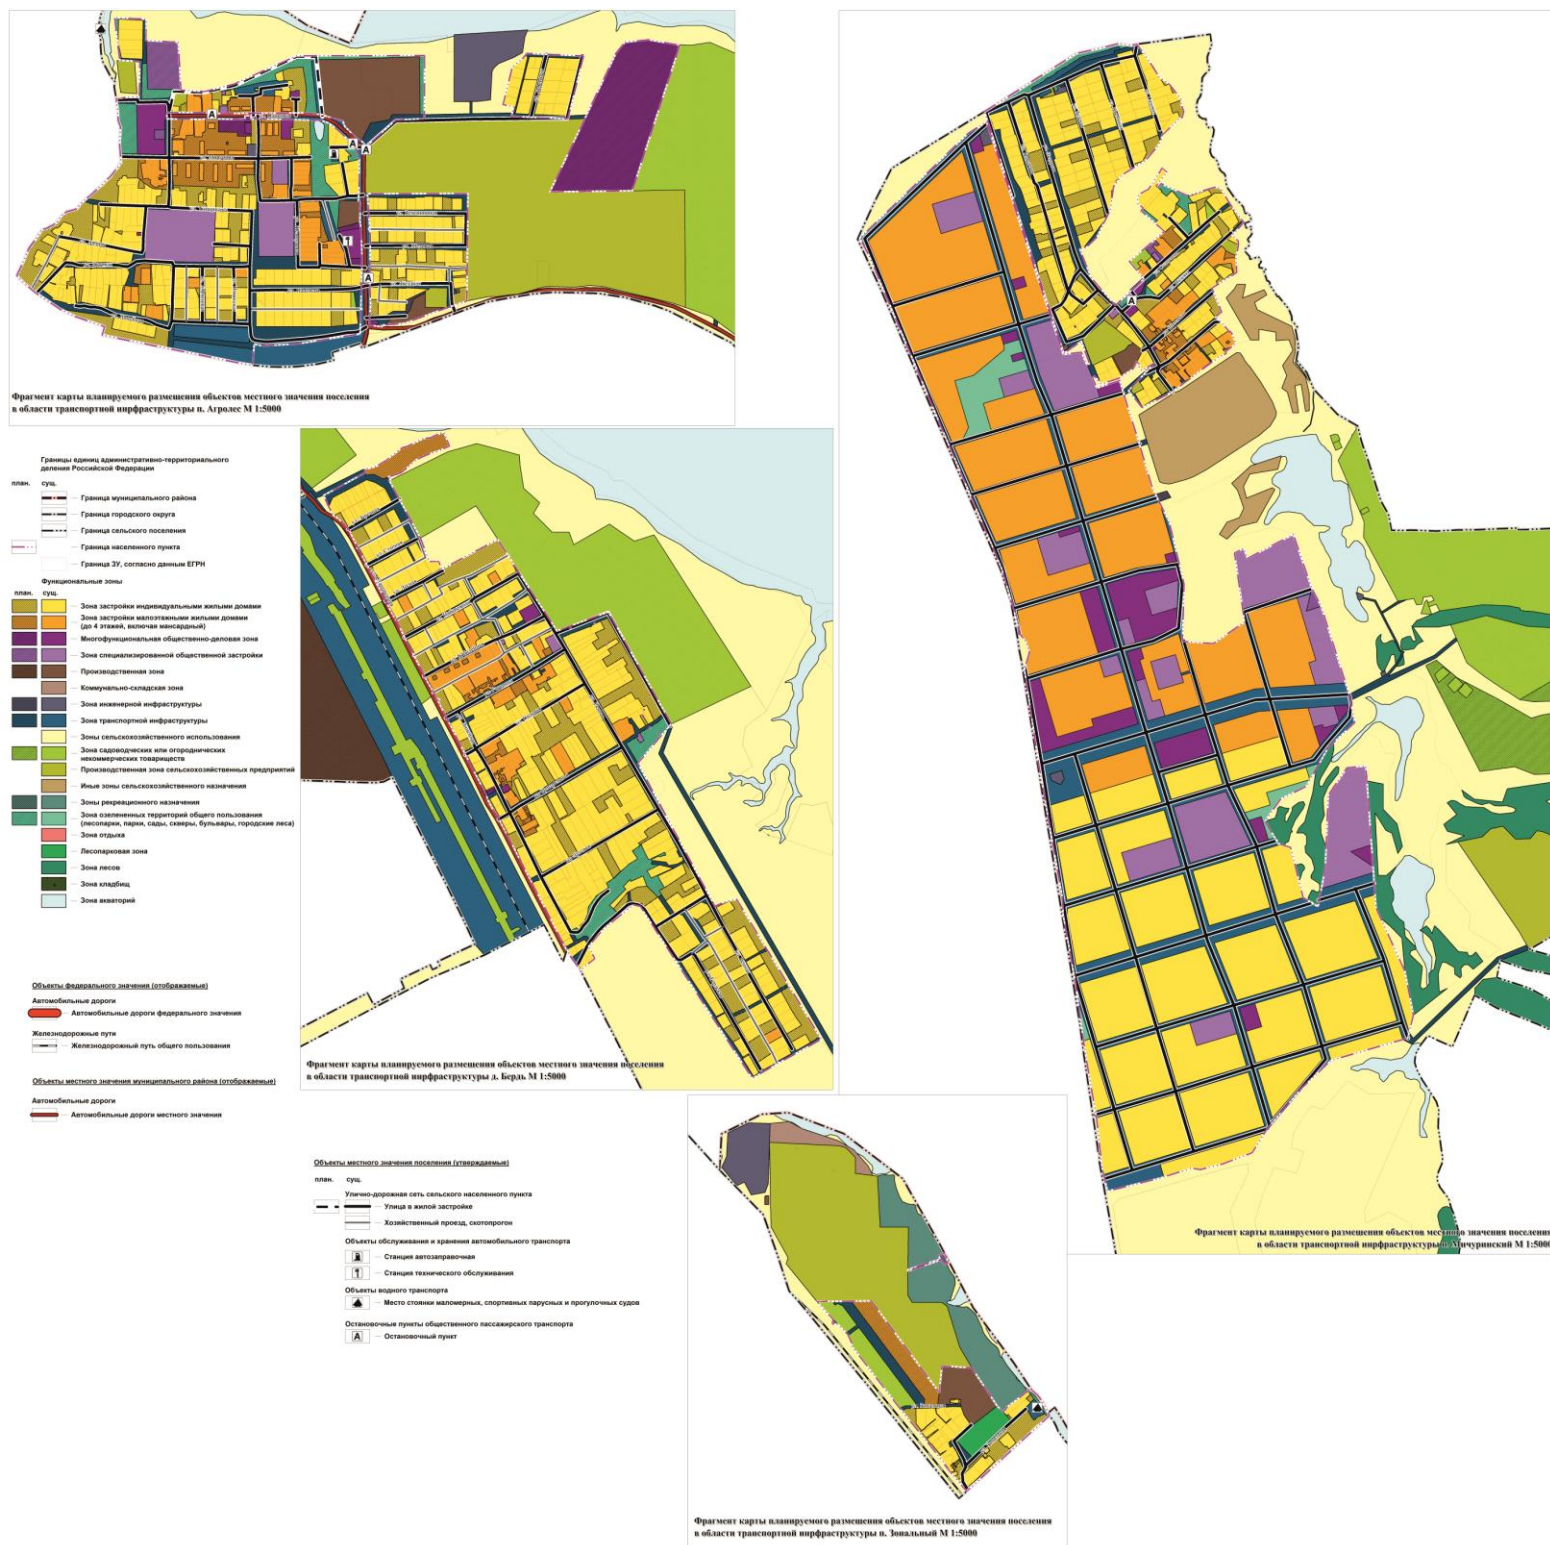 Фрагмент карты планируемого размещения объектов местного значения поселения
в области транспортной инрфраструктуры п. Агролес М 1:5000
Границы единиц административно-территориального
деления Российской Федерации
план. сущ.
Граница муниципального района
Граница городского округа
Граница сельского поселения
Граница населенного пункта
Граница ЗУ, согласно данным ЕГРН
Функциональные зоны
план. сущ.
Зона застройки индивидуальными жилыми домами
Зона застройки малоэтажными жилыми домами
(до 4 этажей, включая мансардный)
Многофункциональная общественно-деловая зона
Зона специализированной общественной застройки
Производственная зона
Коммунально-складская зона
Зона инженерной инфраструктуры
Зона транспортной инфраструктуры
Зоны сельскохозяйственного использования
Зона садоводческих или огороднических
некоммерческих товариществ
Производственная зона сельскохозяйственных предприятий
Иные зоны сельскохозяйственного назначения
Зоны рекреационного назначения
Зона озелененных территорий общего пользования
(лесопарки, парки, сады, скверы, бульвары, городские леса)
Зона отдыха
Лесопарковая зона
Зона лесов
Зона кладбищ
Зона акваторий
Объекты федерального значения (отображаемые)
Автомобильные дороги
Автомобильные дороги федерального значения
Железнодорожные пути
Железнодорожный путь общего пользования
Объекты местного значения муниципального района (отображаемые)
Автомобильные дороги
Автомобильные дороги местного значения
Фрагмент карты планируемого размещения объектов местного значения поселения
в области транспортной инрфраструктуры д. Бердь М 1:5000
Объекты местного значения поселения (утверждаемые)
план. сущ.
Улично-дорожная сеть сельского населенного пункта
Улица в жилой застройке
Хозяйственный проезд, скотопрогон
Объекты обслуживания и хранения автомобильного транспорта
Станция автозаправочная
Станция технического обслуживания
Объекты водного транспорта
Место стоянки маломерных, спортивных парусных и прогулочных судов
Остановочные пункты общественного пассажирского транспорта
А Остановочный пункт
Фрагмент карты планируемого размещения объектов местного значения поселения
в области транспортной инрфраструктуры п. Мичуринский М 1:5000
Фрагмент карты планируемого размещения объектов местного значения поселения
в области транспортной инрфраструктуры п. Зональный М 1:5000